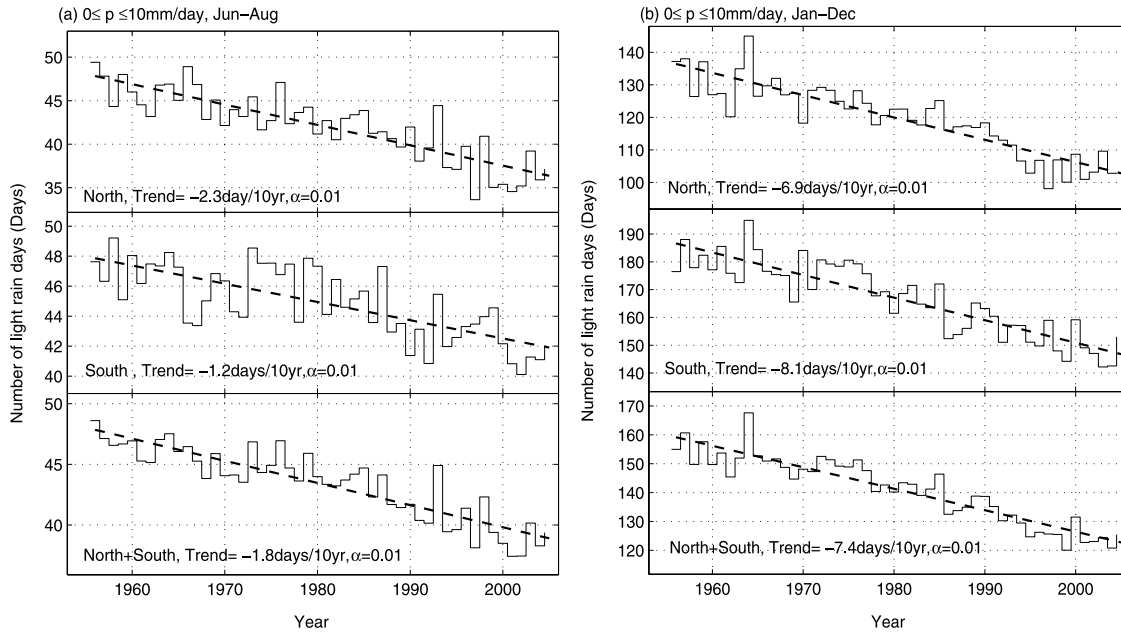 (a) 0≤ p ≤10mm/day, Jun−Aug
50
45
40
35
North, Trend= −2.3day/10yr,α=0.01
50
48
46
44
42
40
South , Trend= −1.2days/10yr,α=0.01
50
45
40
North+South, Trend= −1.8days/10yr,α=0.01
1960 1970 1980 1990 2000
Year
Number of light rain days (Days)
(b) 0≤ p ≤10mm/day, Jan−Dec
140
130
120
110
100
North, Trend= −6.9days/10yr,α=0.01
190
180
170
160
150
140
South, Trend= −8.1days/10yr,α=0.01
170
160
150
140
130
120
North+South, Trend= −7.4days/10yr,α=0.01
1960 1970 1980 1990 2000
Year
Number of light rain days (Days)